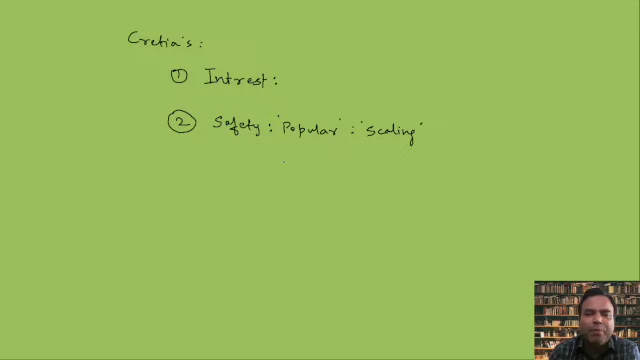 Cretia's:
① Intrest:
② Safety: 'Popular' : 'Scaling'